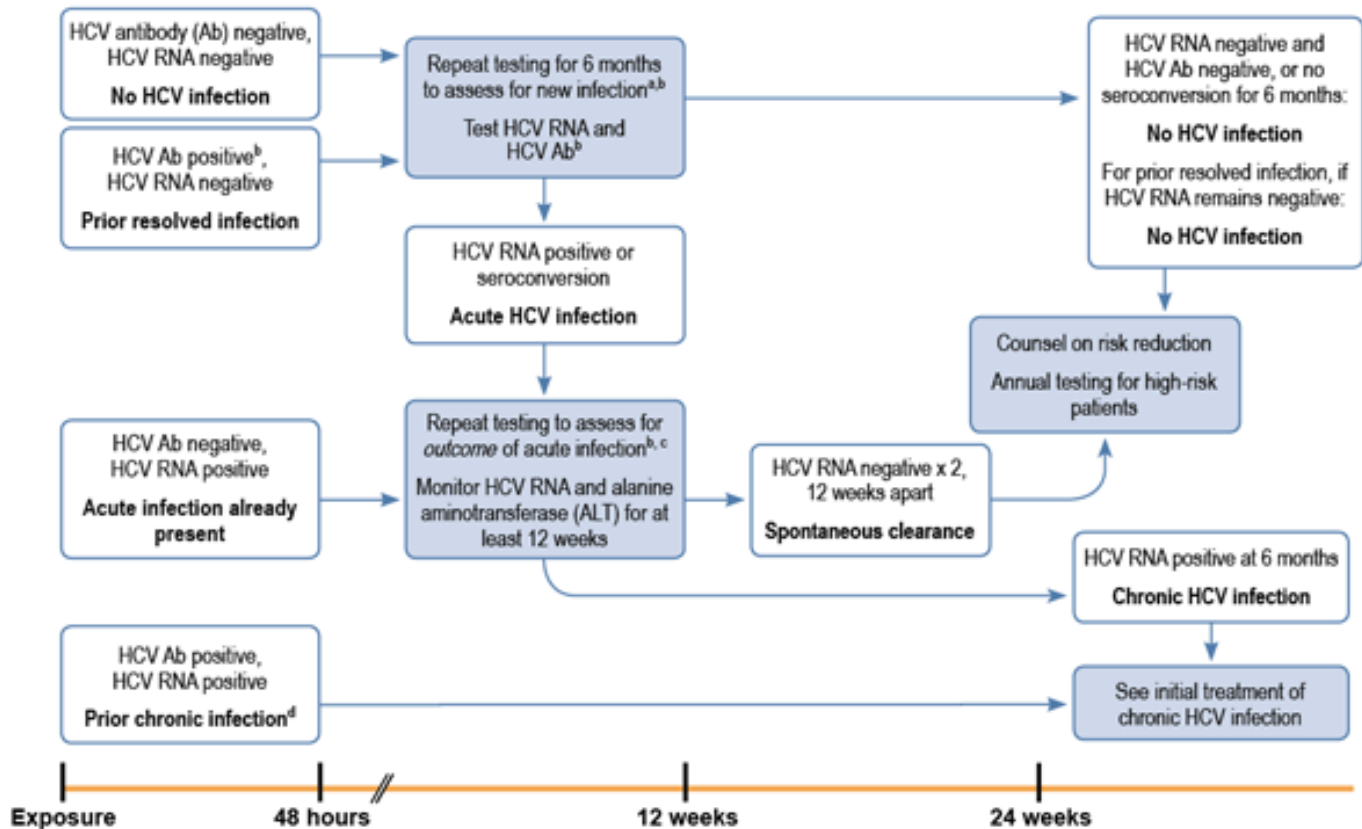 HCV antibody (Ab) negative,
HCV RNA negative
No HCV infection
HCV Ab positiveb,
HCV RNA negative
Prior resolved infection
Repeat testing for 6 months
to assess for new infectiona,b
Test HCV RNA and
HCV Abb
HCV RNA negative and
HCV Ab negative, or no
seroconversion for 6 months:
No HCV infection
For prior resolved infection, if
HCV RNA remains negative:
No HCV infection
HCV RNA positive or
seroconversion
Acute HCV infection
Counsel on risk reduction
Annual testing for high-risk
patients
HCV Ab negative,
HCV RNA positive
Acute infection already
present
Repeat testing to assess for
outcome of acute infectionb, c
Monitor HCV RNA and alanine
aminotransferase (ALT) for at
least 12 weeks
HCV RNA negative x 2,
12 weeks apart
Spontaneous clearance
HCV RNA positive at 6 months
Chronic HCV infection
HCV Ab positive,
HCV RNA positive
Prior chronic infectiond
See initial treatment of
chronic HCV infection
Exposure
48 hours
12 weeks
24 weeks